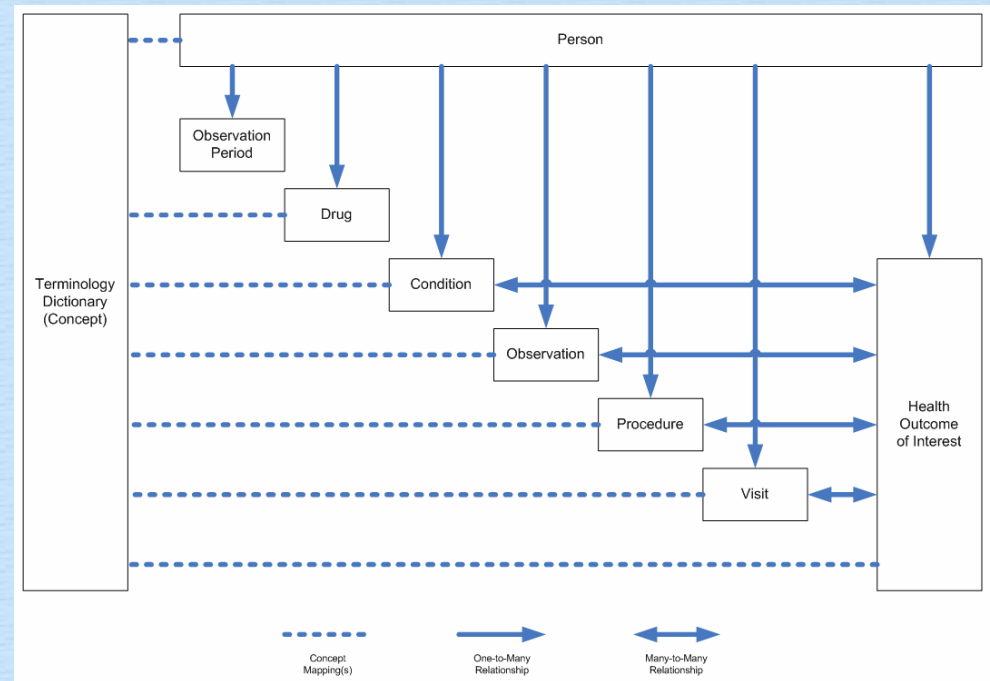 Person
Observation
Period
Drug
Terminology
Dictionary
(Concept)
Condition
Observation
Health
Outcome
of Interest
Procedure
Visit
Concept
Mapping(s)
One-to-Many
Relationship
Many-to-Many
Relationship